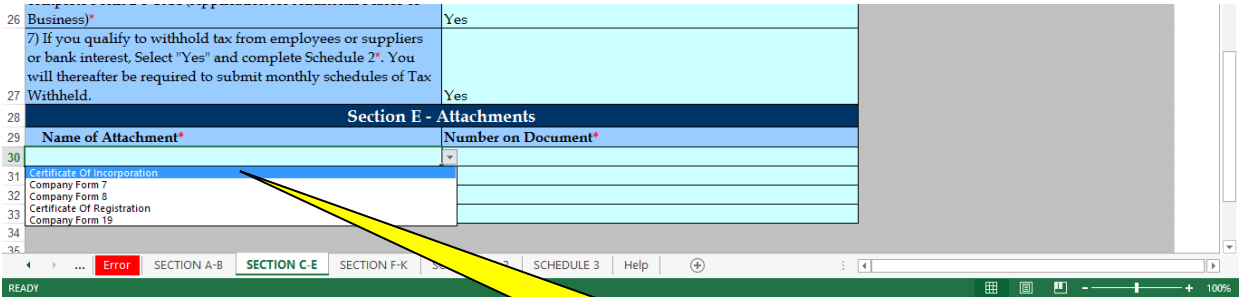 26 Business)* Yes
7) If you qualify to withhold tax from employees or suppliers
or bank interest, Select "Yes" and complete Schedule 2*. You
will thereafter be required to submit monthly schedules of Tax
27 Withheld. Yes
28 Section E - Attachments
29 Name of Attachment* Number on Document*
30
31 Certificate Of Incorporation
Company Form 7
32 Company Form 8
33 Certificate Of Registration
Company Form 19
34
35
... Error SECTION A-B SECTION C-E SECTION F-K SCHEDULE 3 Help
READY 100%